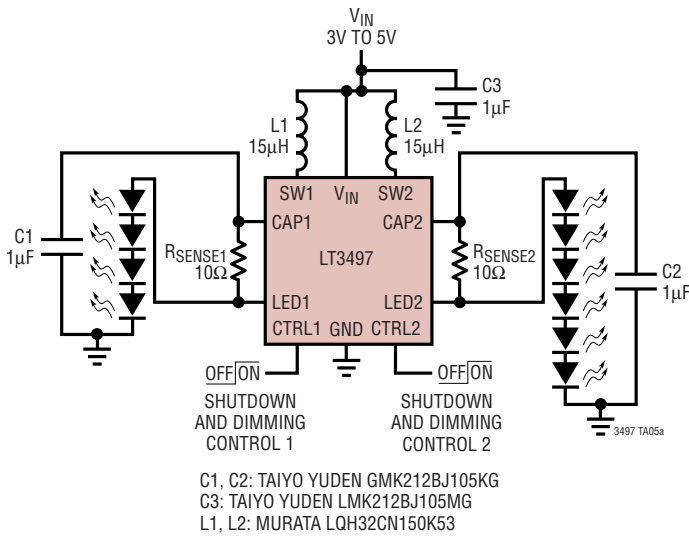 VIN
3V TO 5V
C3
1µF
L1
15µH
L2
15µH
SW1
VIN
SW2
CAP1
CAP2
C1
1µF
RSENSE1
10Ω
LT3497
RSENSE2
10Ω
C2
1µF
LED1
LED2
CTRL1
GND
CTRL2
OFF ON
OFF ON
SHUTDOWN
AND DIMMING
CONTROL 1
SHUTDOWN
AND DIMMING
CONTROL 2
3497 TA05a
C1, C2: TAIYO YUDEN GMK212BJ105KG
C3: TAIYO YUDEN LMK212BJ105MG
L1, L2: MURATA LQH32CN150K53